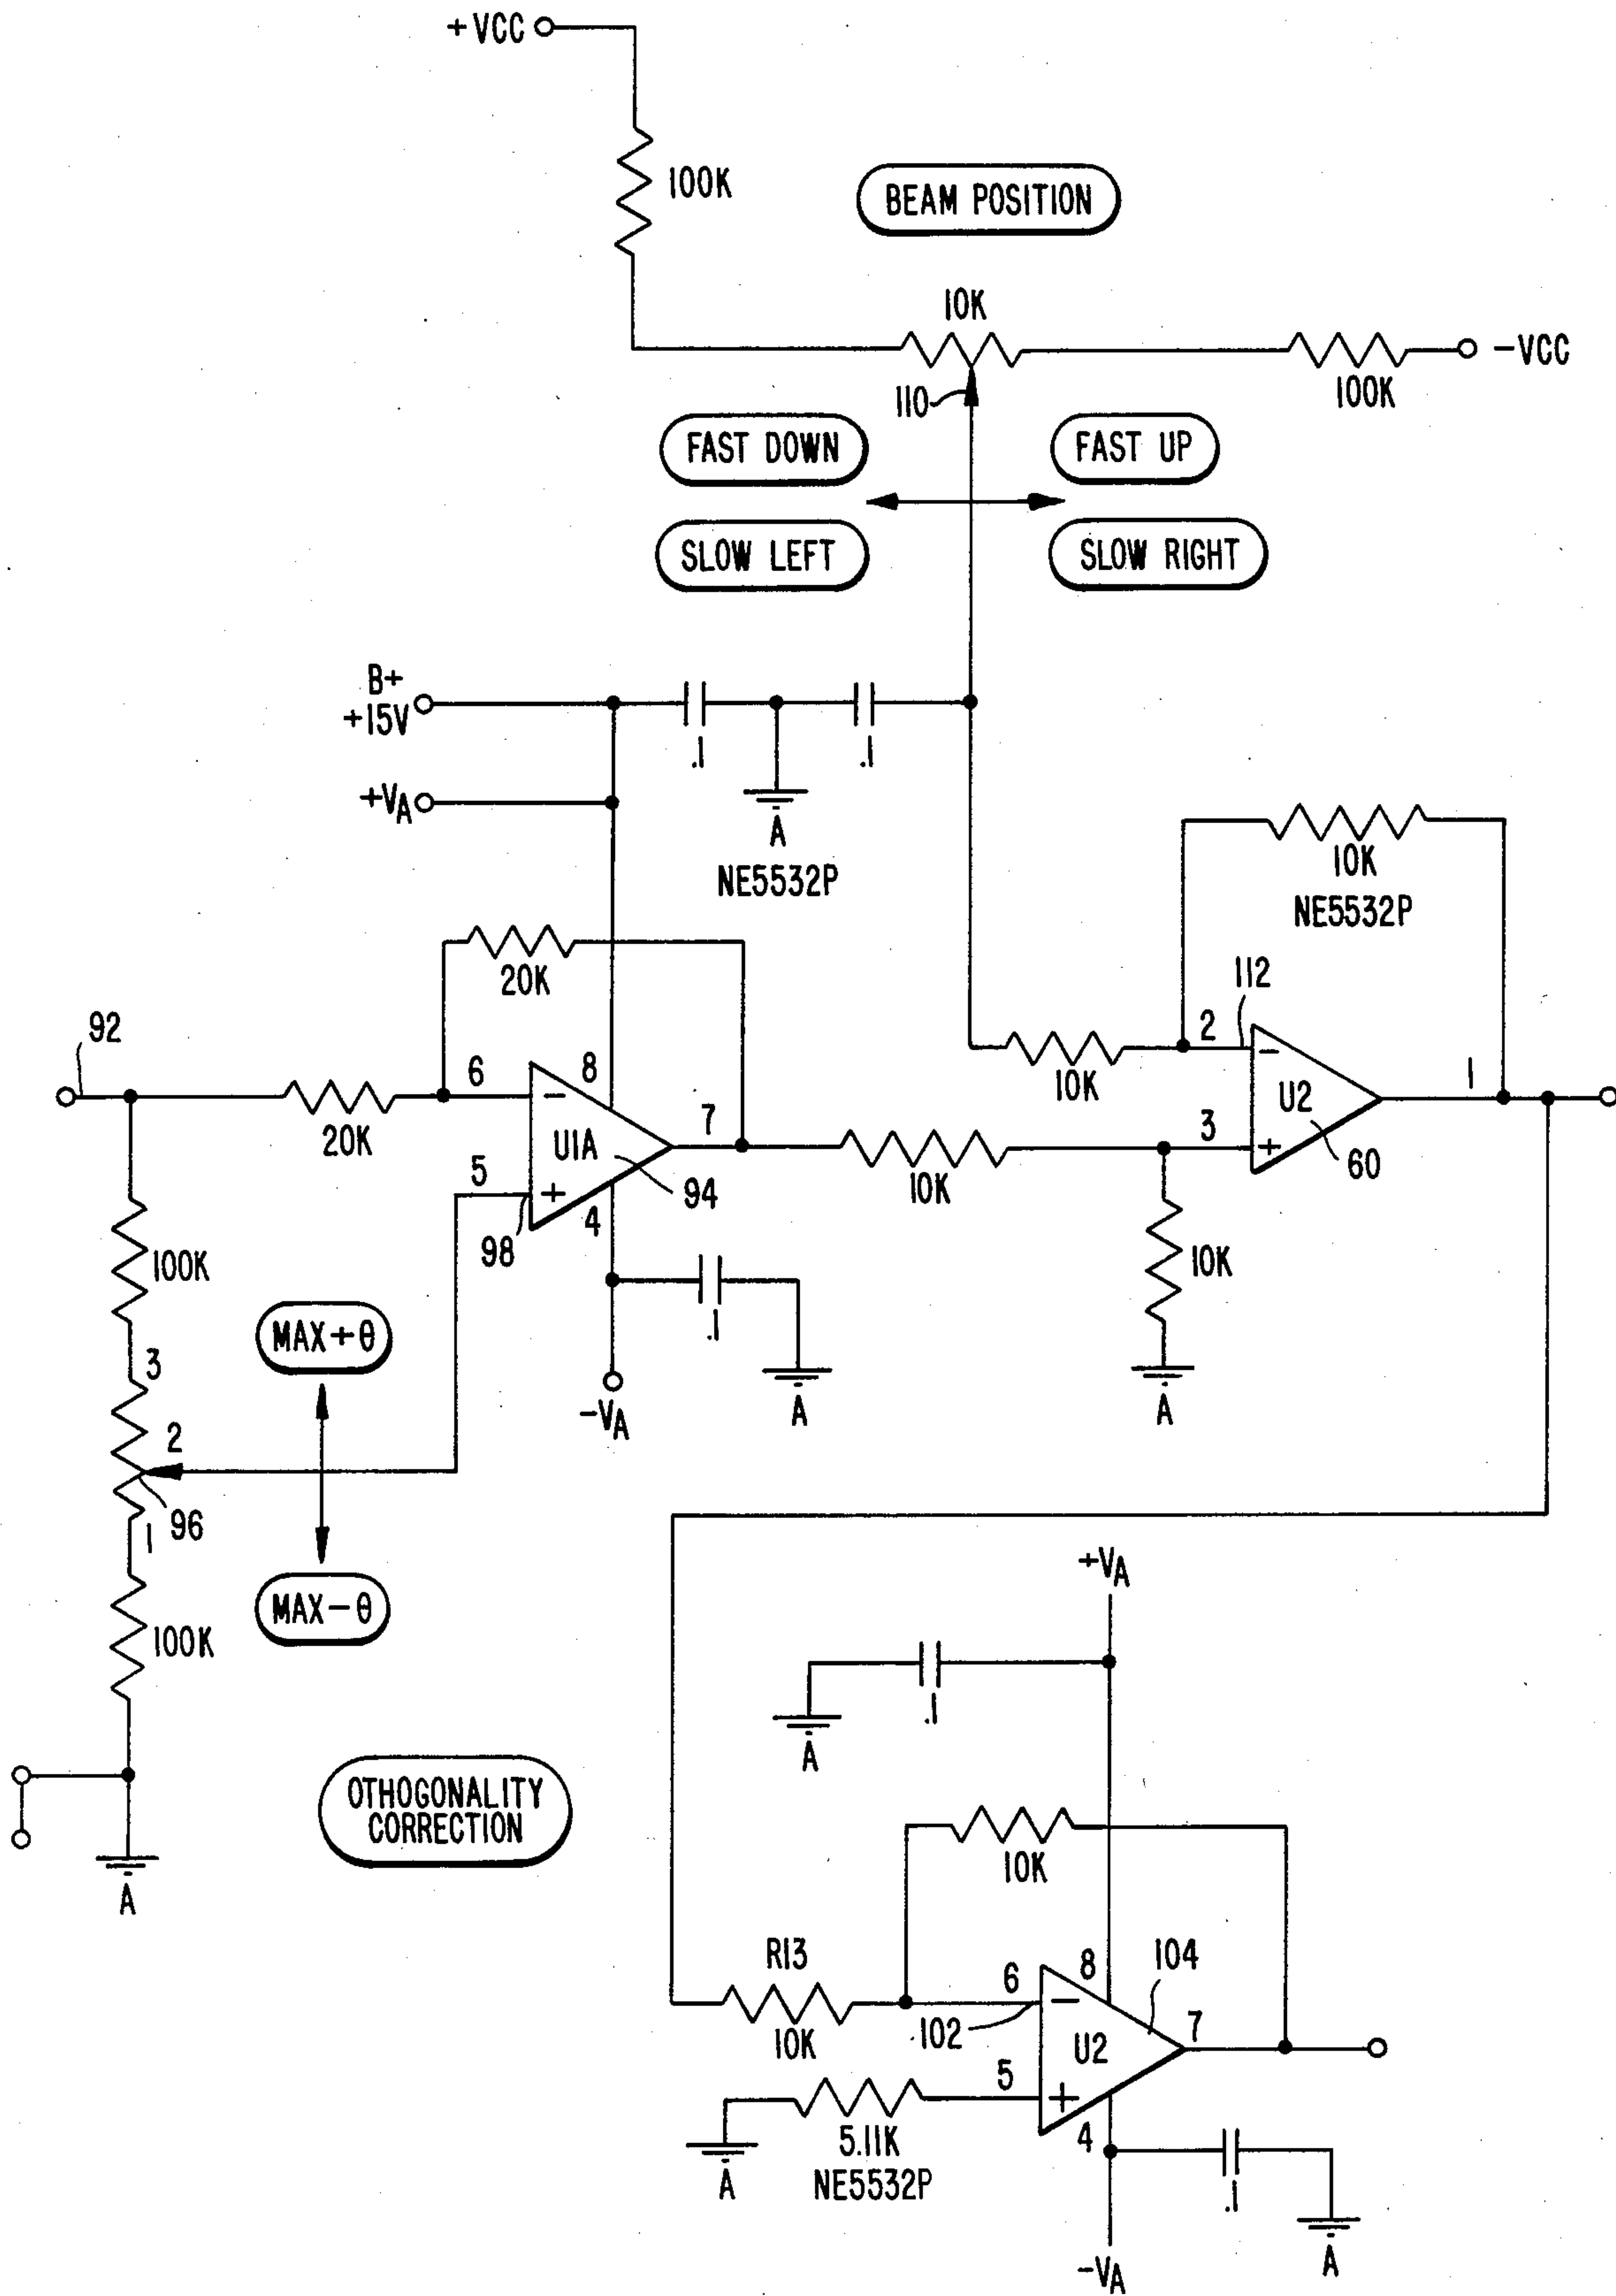 +VCC
100K
BEAM POSITION
10K
-VCC
100K
110
FAST DOWN
FAST UP
SLOW LEFT
SLOW RIGHT
B+
+15V
.1
.1
+VA
A
NE5532P
10K
NE5532P
20K
92
112
2
-
10K
U2
1
3
+
60
6
8
-
20K
U1A
7
94
5
+
4
98
10K
10K
A
100K
.1
A
-VA
MAX+θ
3
2
96
1
MAX-θ
100K
A
OTHOGONALITY
CORRECTION
+VA
.1
A
10K
R13
10K
6
8
104
102
-
U2
7
5
+
4
5.11K
NE5532P
A
.1
A
-VA